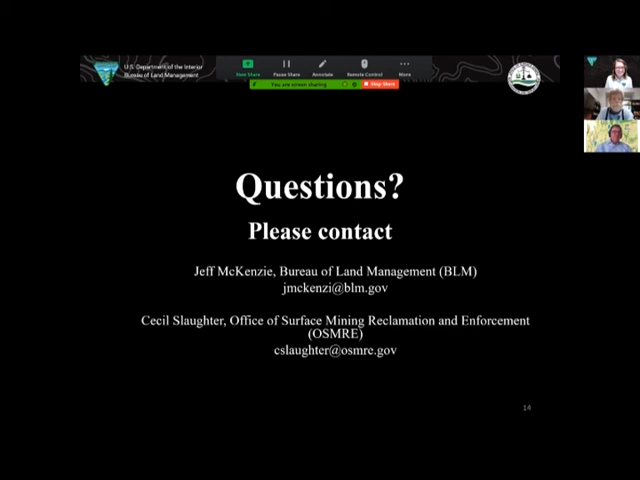 U.S. Department of the Interior
Bureau of Land Management
New Share
Pause Share
Annotate
Remote Control
More
You are screen sharing
Stop Share
Questions?
Please contact
Jeff McKenzie, Bureau of Land Management (BLM)
jmckenzi@blm.gov
Cecil Slaughter, Office of Surface Mining Reclamation and Enforcement
(OSMRE)
cslaughter@osmre.gov
14